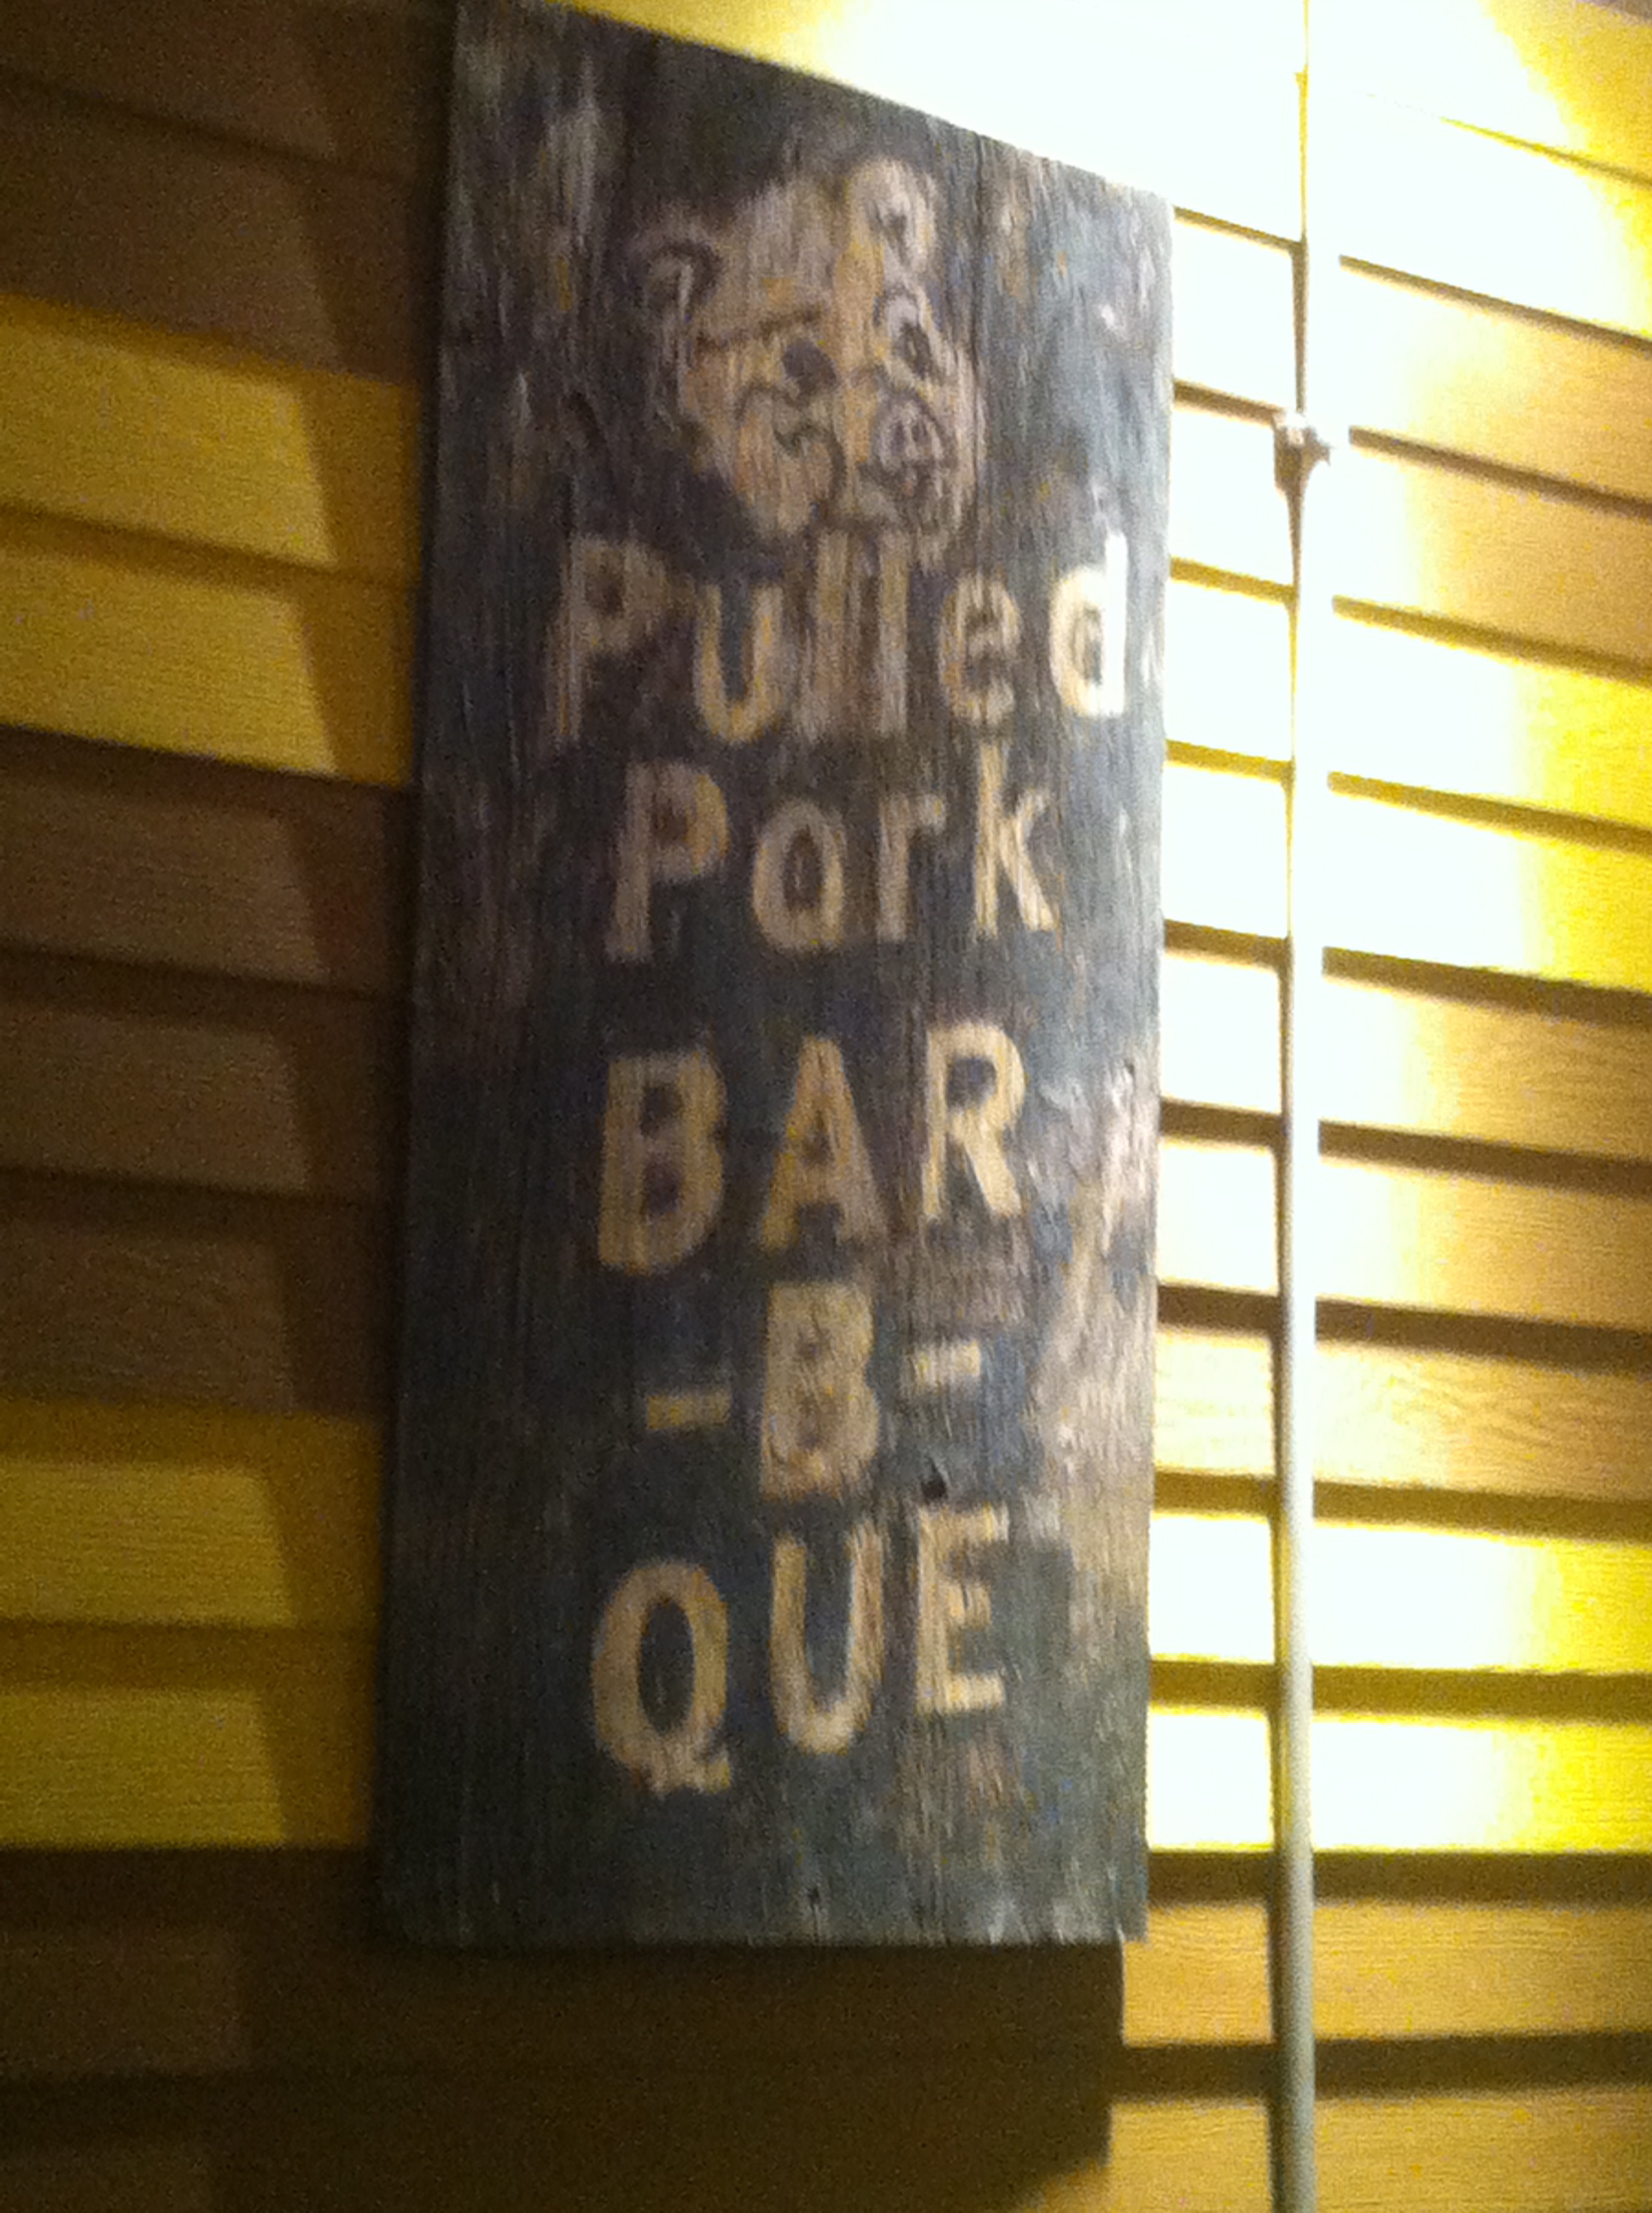 Pulled
Pork
BAR
-B-
QUE